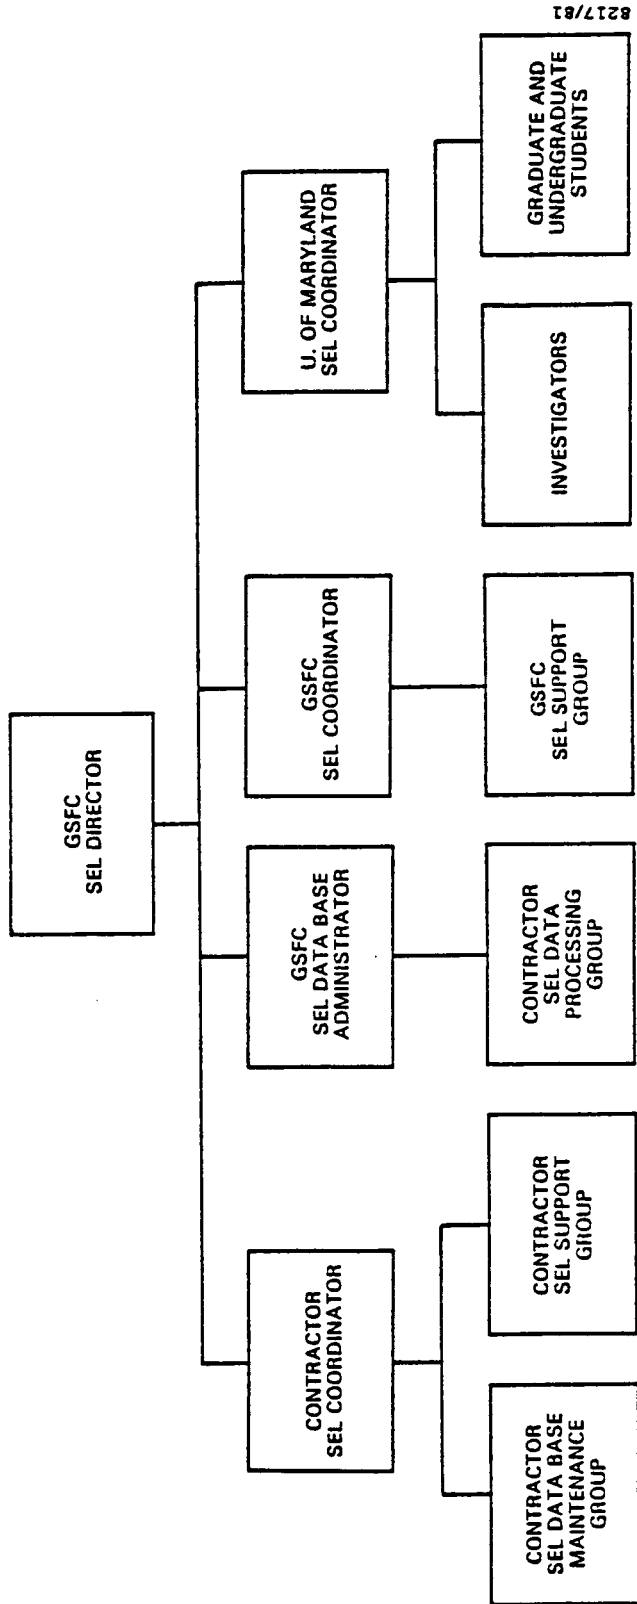 GSFC
SEL DIRECTOR
CONTRACTOR
SEL COORDINATOR
GSFC
SEL DATA BASE
ADMINISTRATOR
GSFC
SEL COORDINATOR
U. OF MARYLAND
SEL COORDINATOR
CONTRACTOR
SEL DATA BASE
MAINTENANCE
GROUP
CONTRACTOR
SEL SUPPORT
GROUP
CONTRACTOR
SEL DATA
PROCESSING
GROUP
GSFC
SEL SUPPORT
GROUP
INVESTIGATORS
GRADUATE AND
UNDERGRADUATE
STUDENTS
8217/81